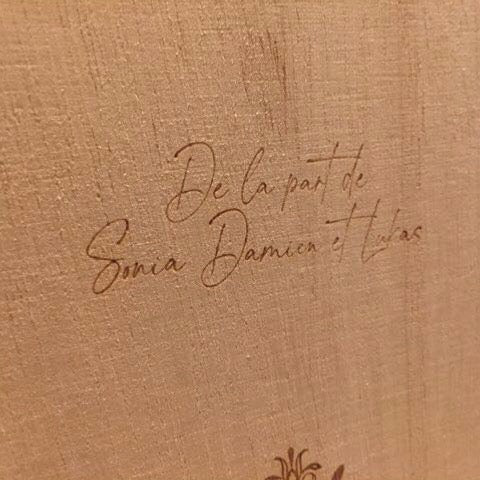 De la part de
Sonia Damien et Lukas